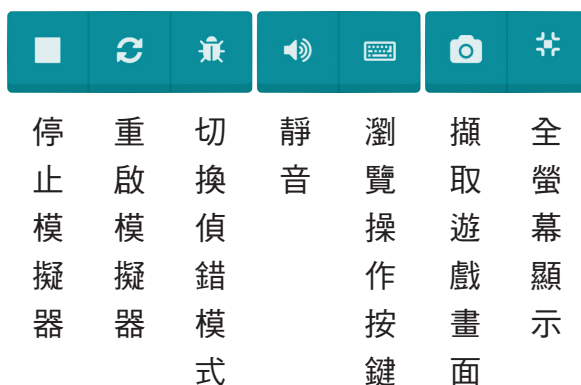 停止模擬器
重啟模擬器
切換偵錯模式
靜音
瀏覽操作按鍵
擷取遊戲畫面
全螢幕顯示